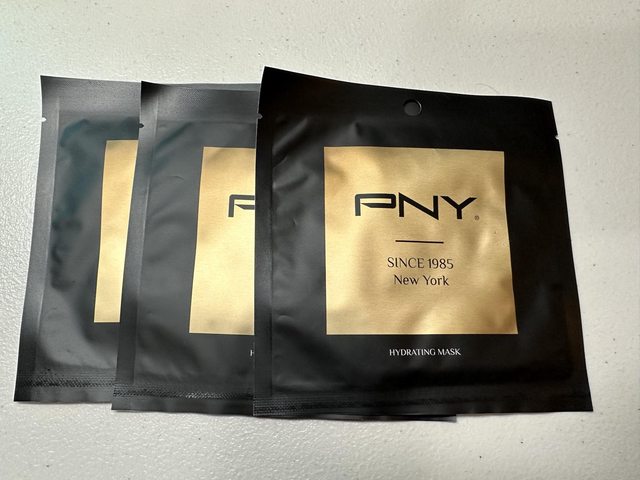 PNY®
SINCE 1985
New York
HYDRATING MASK
P
H